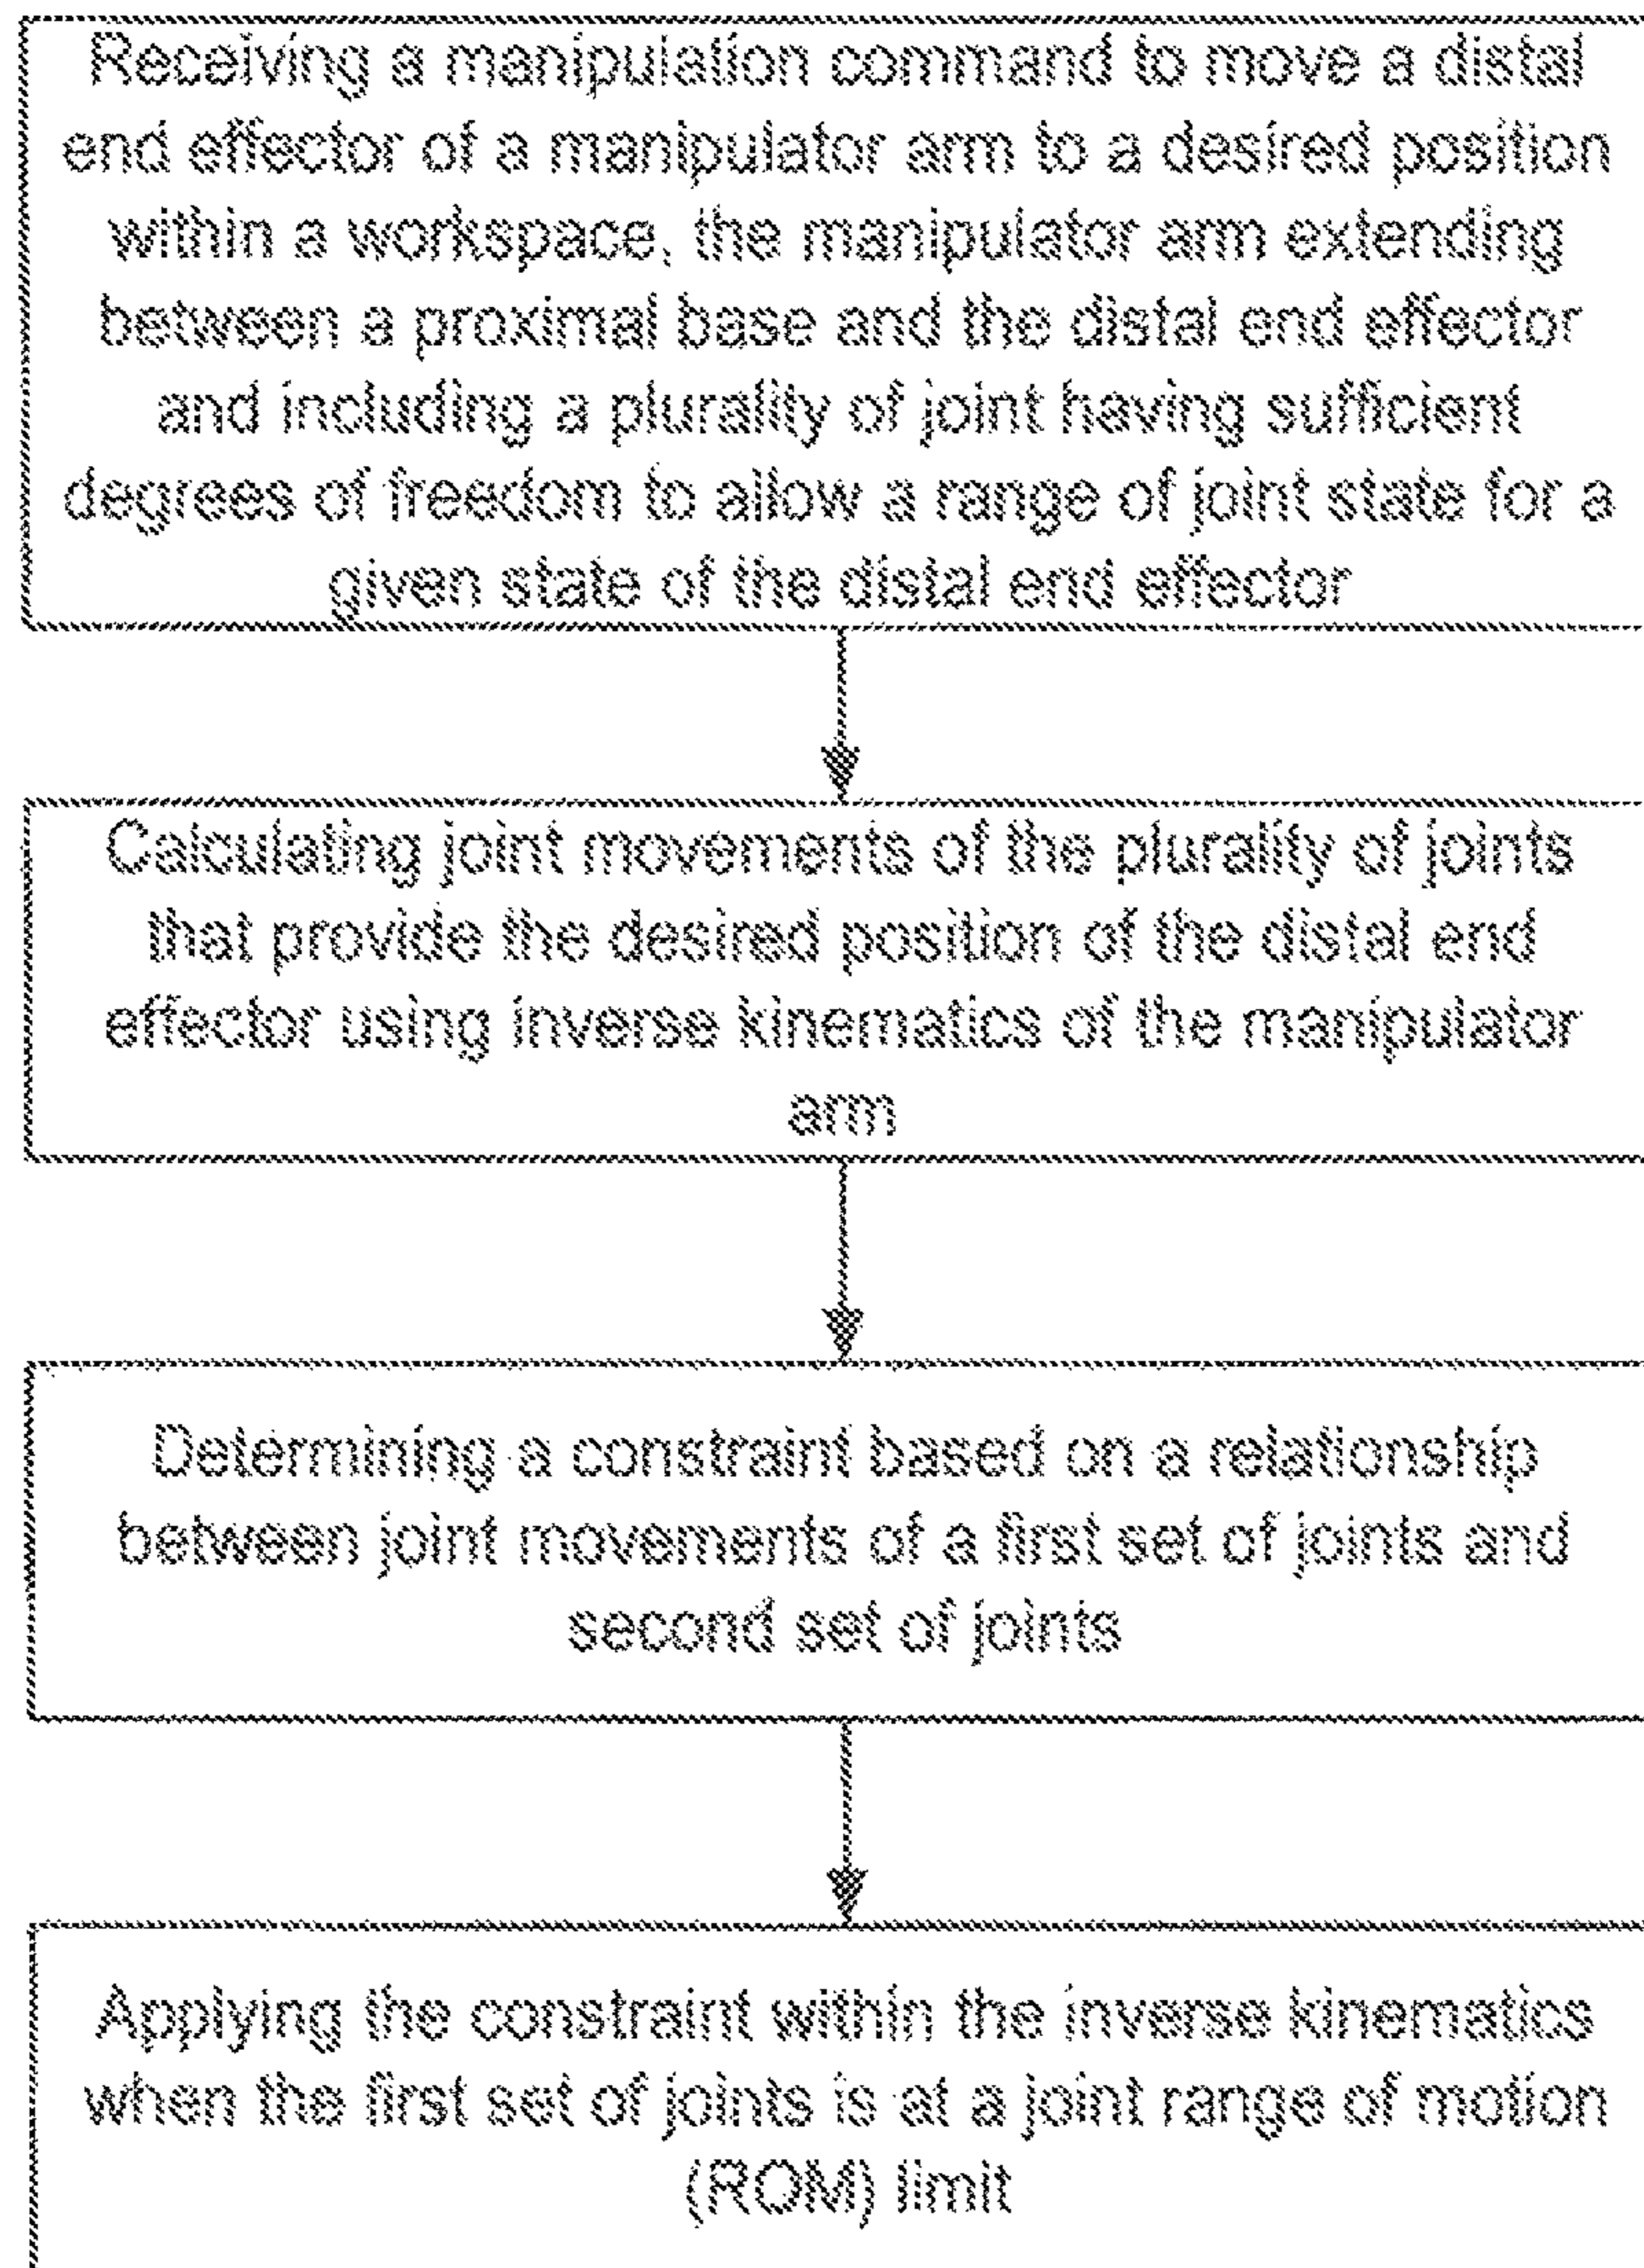 Receiving a manipulation command to move a distal
end effector of a manipulator arm to a desired position
within a workspace, the manipulator arm extending
between a proximal base and the distal end effector
and including a plurality of joint having sufficient
degrees of freedom to allow a range of joint state for a
given state of the distal end effector
Calculating joint movements of the plurality of joints
that provide the desired position of the distal end
effector using inverse kinematics of the manipulator
arm
Determining a constraint based on a relationship
between joint movements of a first set of joints and
second set of joints
Applying the constraint within the inverse kinematics
when the first set of joints is at a joint range of motion
(ROM) limit